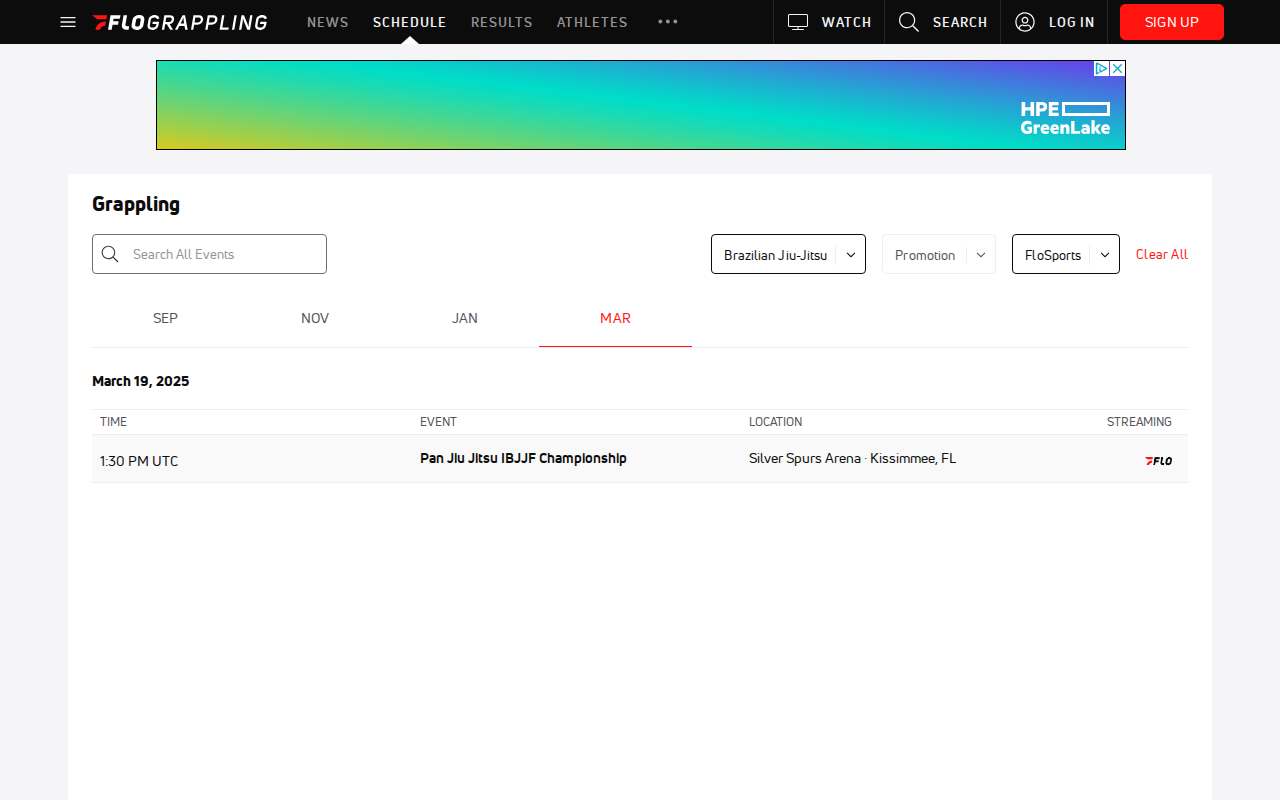 FLOGRAPPLING NEWS SCHEDULE RESULTS ATHLETES WATCH SEARCH LOG IN SIGN UP
HPE
GreenLake
Grappling
Search All Events Brazilian Jiu-Jitsu Promotion FloSports Clear All
SEP NOV JAN MAR
March 19, 2025
TIME EVENT LOCATION STREAMING
1:30 PM UTC Pan Jiu Jitsu IBJJF Championship Silver Spurs Arena · Kissimmee, FL FLO